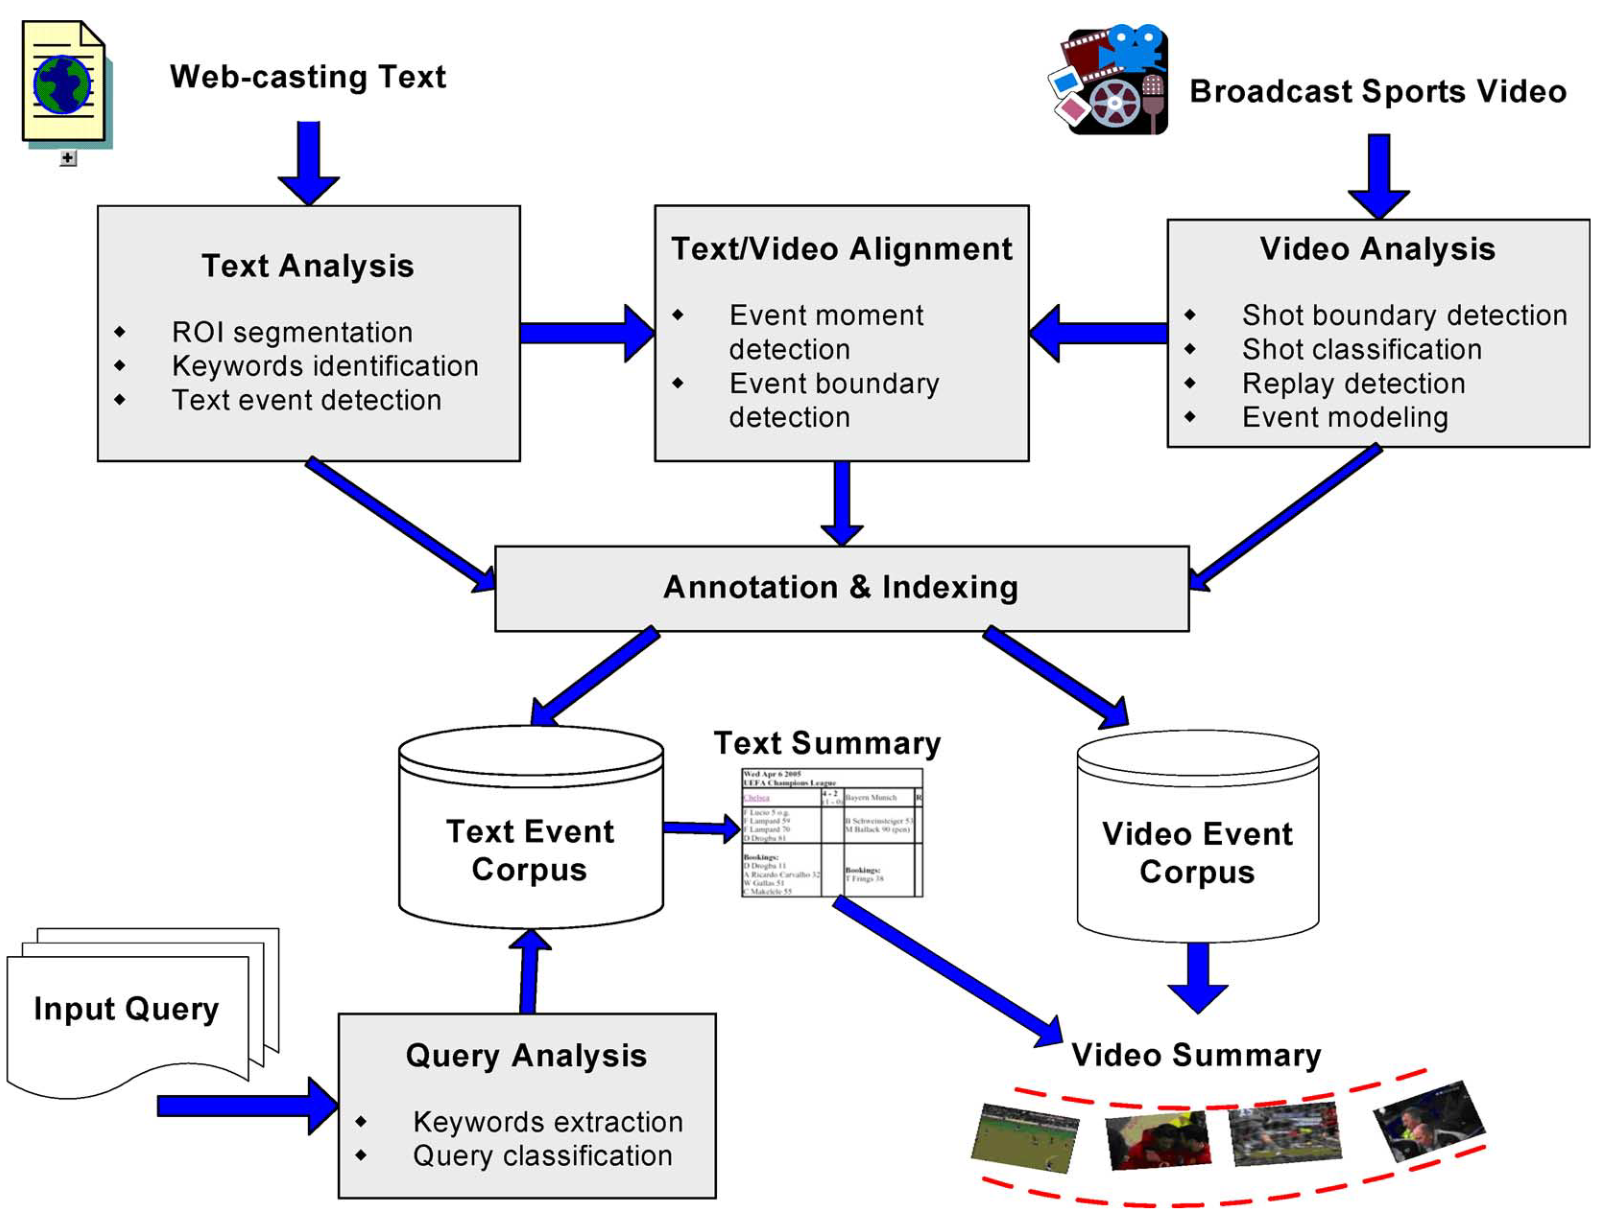 Web-casting Text
Broadcast Sports Video
Text Analysis
ROI segmentation
Keywords identification
Text event detection
Text/Video Alignment
Event moment
detection
Event boundary
detection
Video Analysis
Shot boundary detection
Shot classification
Replay detection
Event modeling
Annotation & Indexing
Text Event
Corpus
Text Summary
Wed Apr 6 2005
UEFA Champions League
Chelsea
4 - 2
(1 - 0)
Bayern Munich
R
F Lucio 5 o.g.
F Lampard 59
F Lampard 70
D Drogba 81
B Schweinsteiger 53
M Ballack 90 (pen)
Bookings:
D Drogba 11
A Ricardo Carvalho 32
W Gallas 51
C Makelele 55
Bookings:
T Frings 38
Video Event
Corpus
Input Query
Query Analysis
Keywords extraction
Query classification
Video Summary